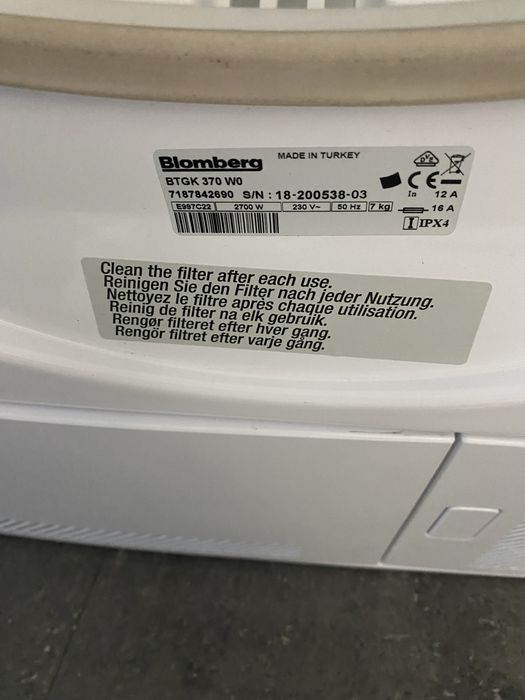 Blomberg
MADE IN TURKEY
BTGK 370 W0
7187842690 S/N : 18-200538-03
E997C22 2700 W 230 V~ 50 Hz 7 kg
In 12 A
16 A
IPX4
Clean the filter after each use.
Reinigen Sie den Filter nach jeder Nutzung.
Nettoyez le filtre après chaque utilisation.
Reinig de filter na elk gebruik.
Rengør filteret efter hver gang.
Rengör filtret efter varje gång.